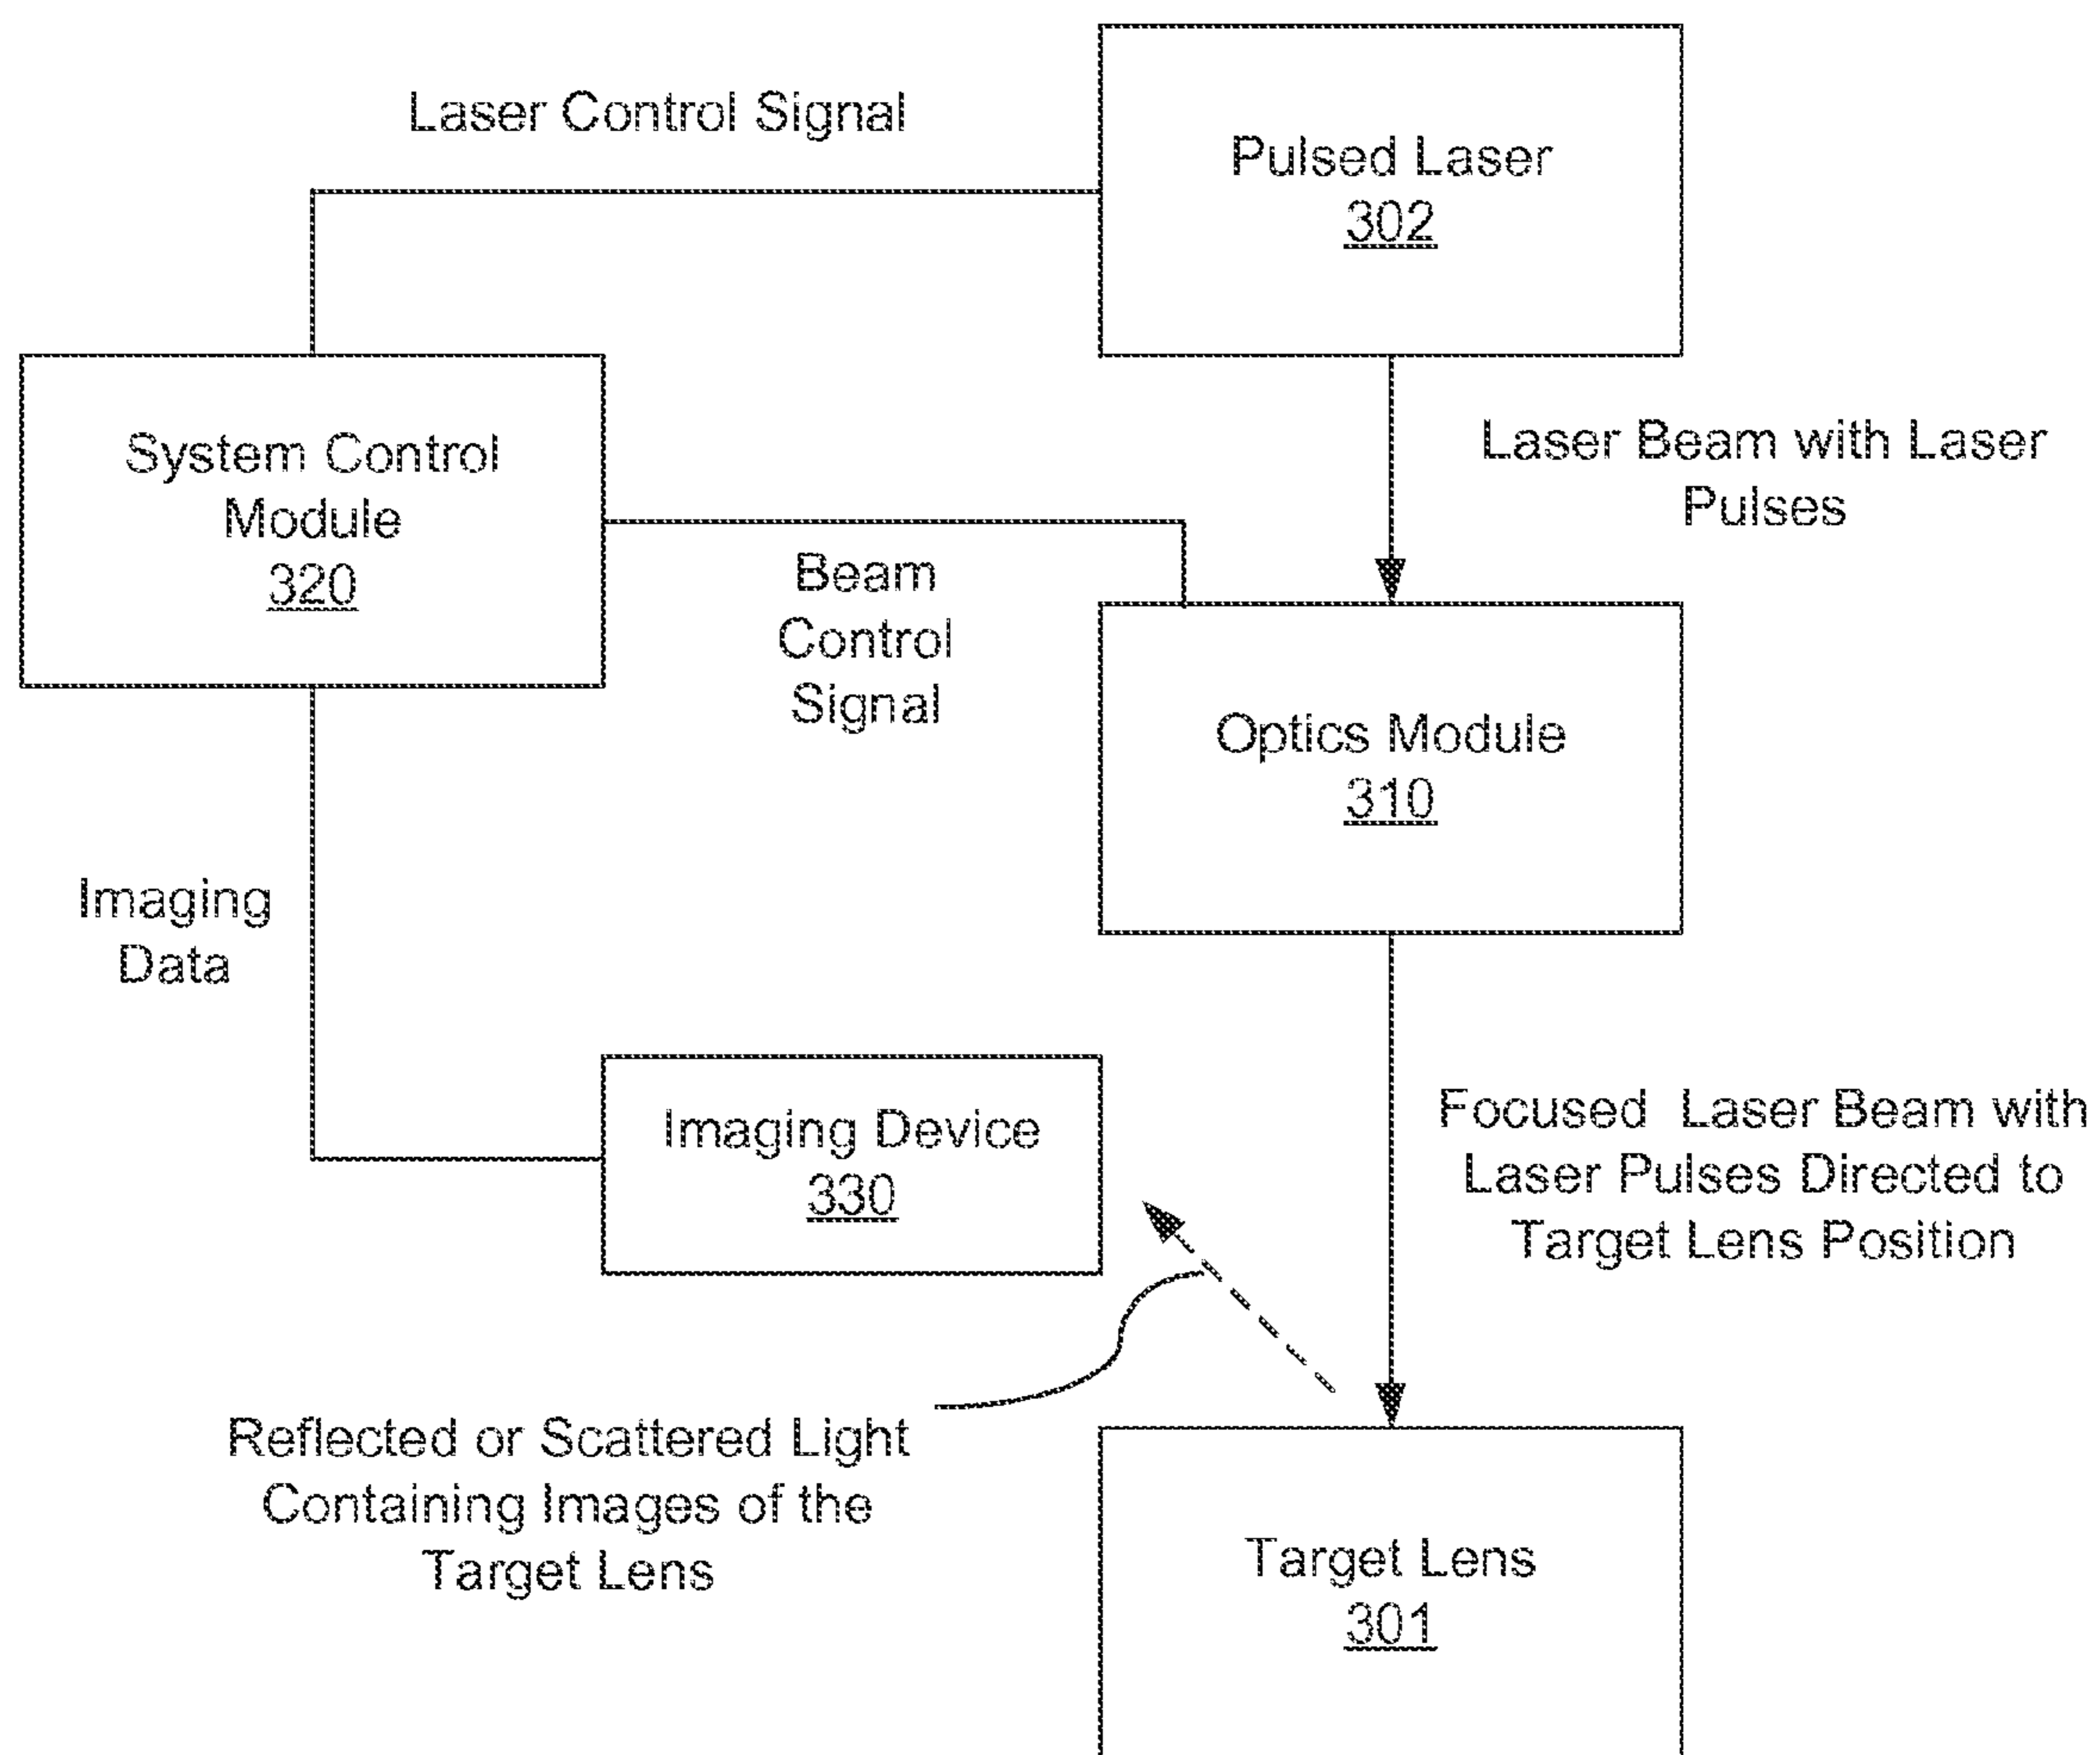 Laser Control Signal
Pulsed Laser
302
System Control
Module
320
Laser Beam with Laser
Pulses
Beam
Control
Signal
Optics Module
310
Imaging
Data
Imaging Device
330
Focused Laser Beam with
Laser Pulses Directed to
Target Lens Position
Reflected or Scattered Light
Containing Images of the
Target Lens
Target Lens
301